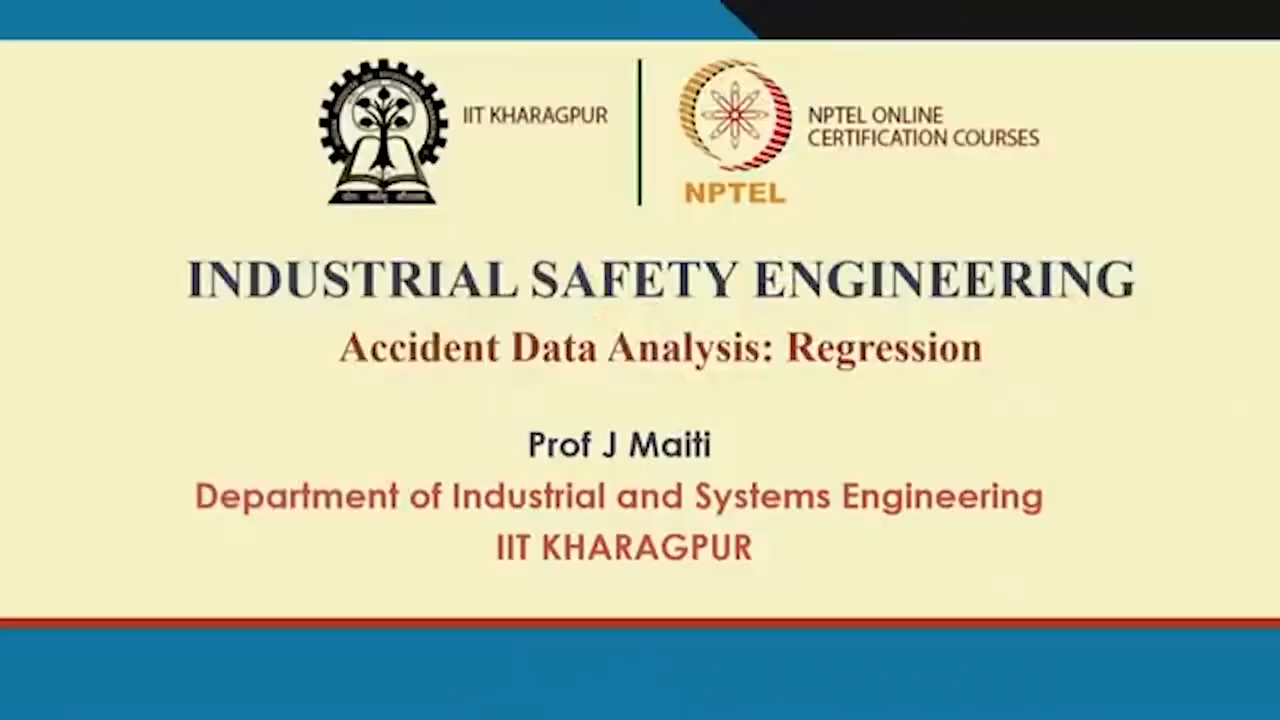 IIT KHARAGPUR
NPTEL ONLINE
CERTIFICATION COURSES
NPTEL
INDUSTRIAL SAFETY ENGINEERING
Accident Data Analysis: Regression
Prof J Maiti
Department of Industrial and Systems Engineering
IIT KHARAGPUR